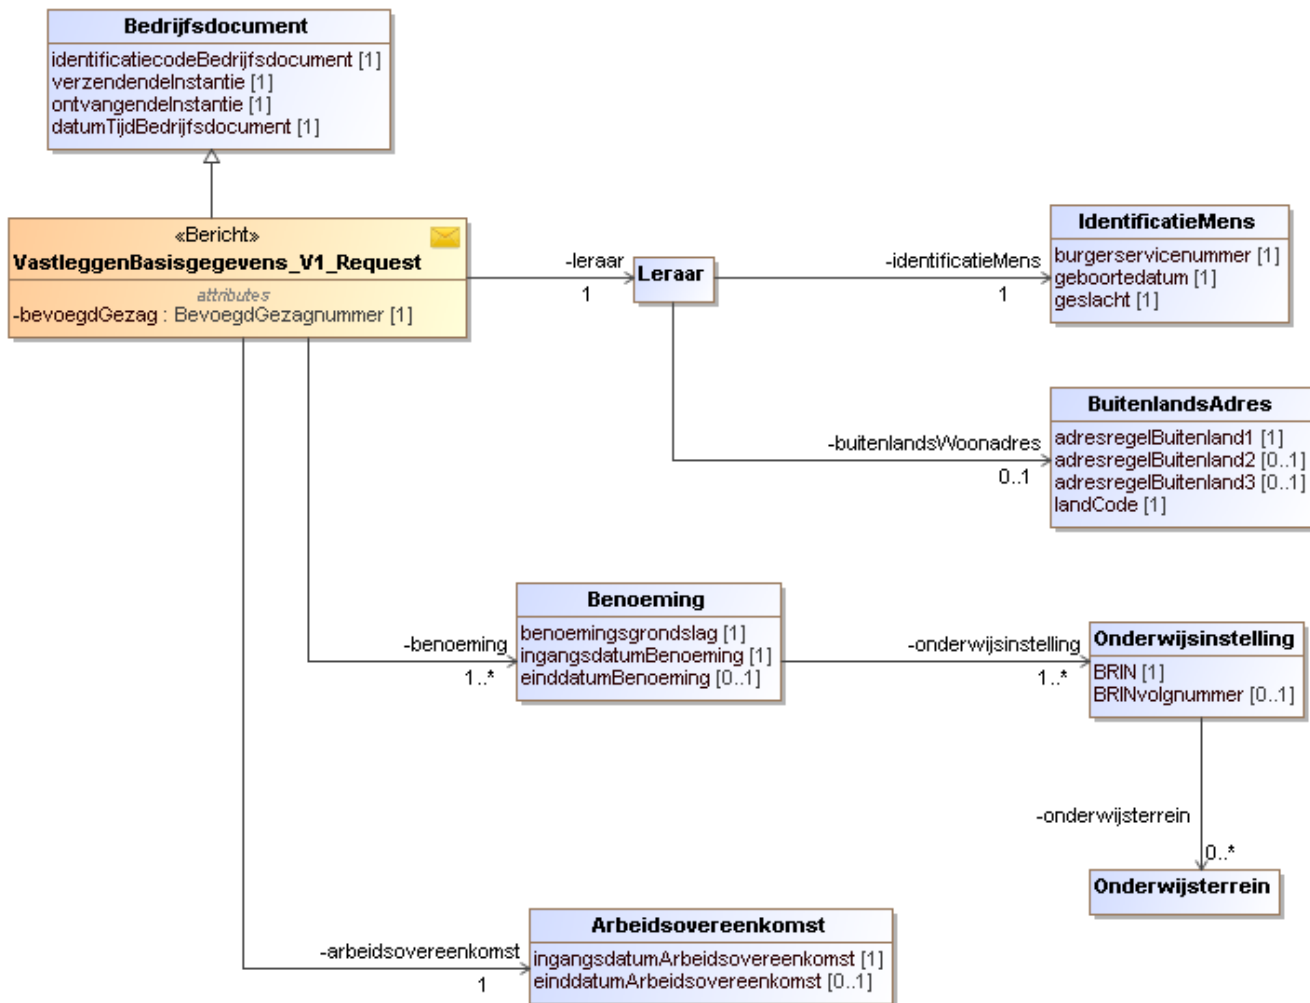 Bedrijfsdocument
identificatiecodeBedrijfsdocument [1]
verzendendeInstantie [1]
ontvangendeInstantie [1]
datumTijdBedrijfsdocument [1]
«Bericht»
VastleggenBasisgegevens_V1_Request
attributes
-bevoegdGezag : BevoegdGezagnummer [1]
-leraar
1
Leraar
-identificatieMens
1
IdentificatieMens
burgerservicenummer [1]
geboortedatum [1]
geslacht [1]
-buitenlandsWoonadres
0..1
BuitenlandsAdres
adresregelBuitenland1 [1]
adresregelBuitenland2 [0..1]
adresregelBuitenland3 [0..1]
landCode [1]
-benoeming
1..*
Benoeming
benoemingsgrondslag [1]
ingangsdatumBenoeming [1]
einddatumBenoeming [0..1]
-onderwijsinstelling
1..*
Onderwijsinstelling
BRIN [1]
BRINvolgnummer [0..1]
-onderwijsterrein
0..*
Onderwijsterrein
-arbeidsovereenkomst
1
Arbeidsovereenkomst
ingangsdatumArbeidsovereenkomst [1]
einddatumArbeidsovereenkomst [0..1]